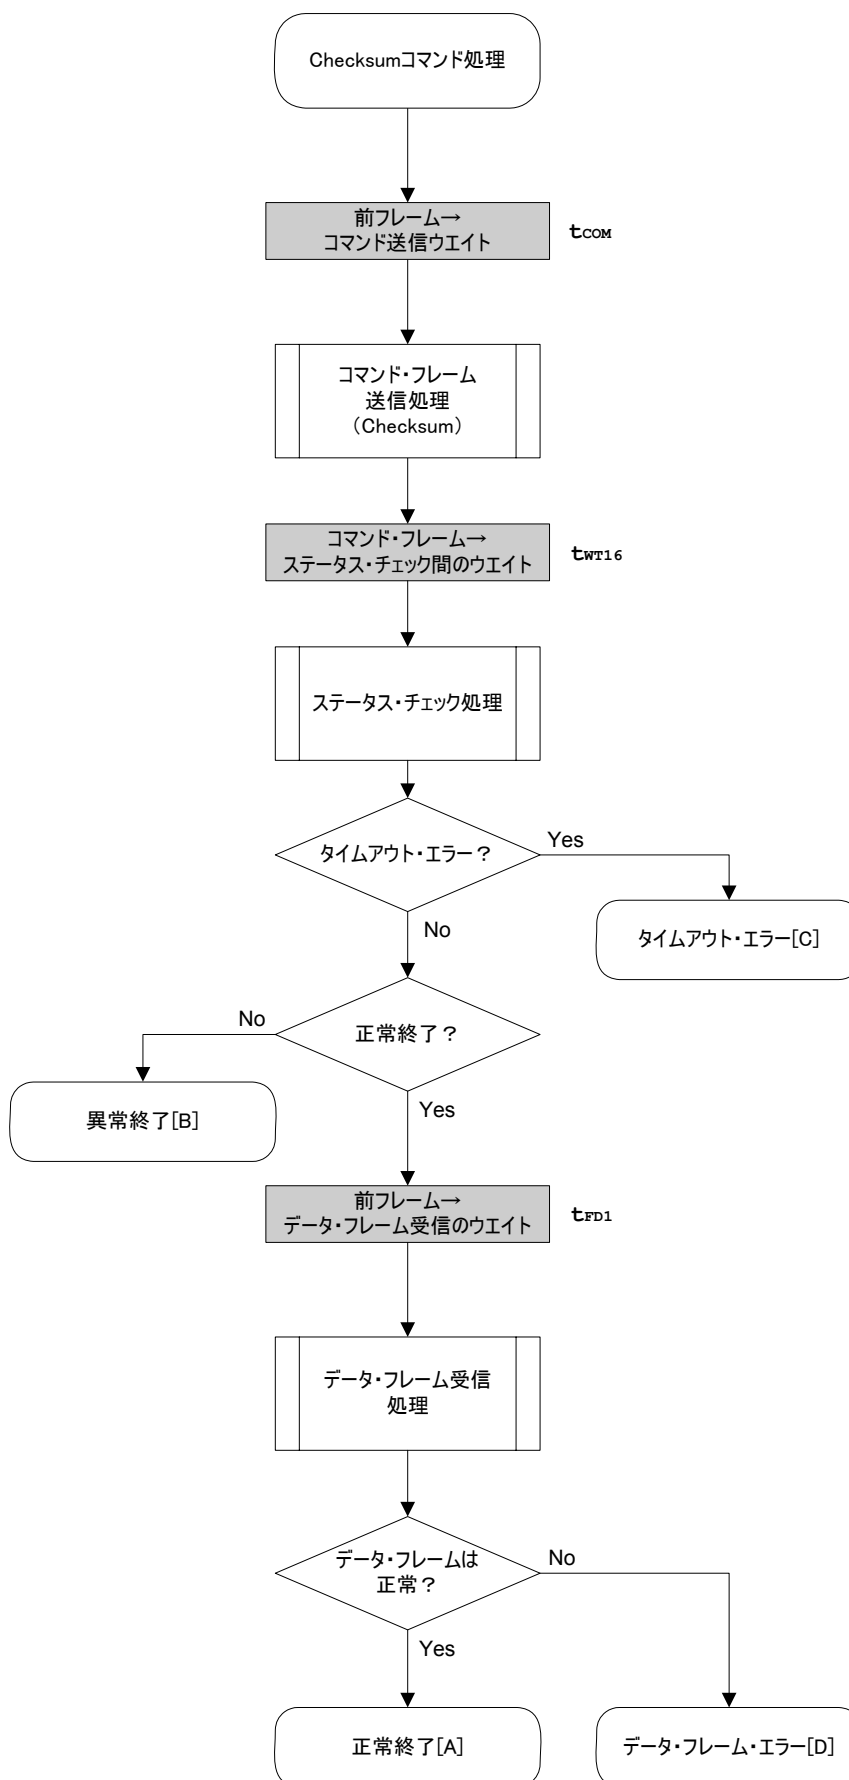 Checksumコマンド処理
前フレーム→
コマンド送信ウエイト
tCOM
コマンド・フレーム
送信処理
（Checksum）
コマンド・フレーム→
ステータス・チェック間のウエイト
tWT16
ステータス・チェック処理
タイムアウト・エラー？
Yes
タイムアウト・エラー[C]
No
正常終了？
No
異常終了[B]
Yes
前フレーム→
データ・フレーム受信のウエイト
tFD1
データ・フレーム受信
処理
データ・フレームは
正常？
No
Yes
正常終了[A]
データ・フレーム・エラー[D]